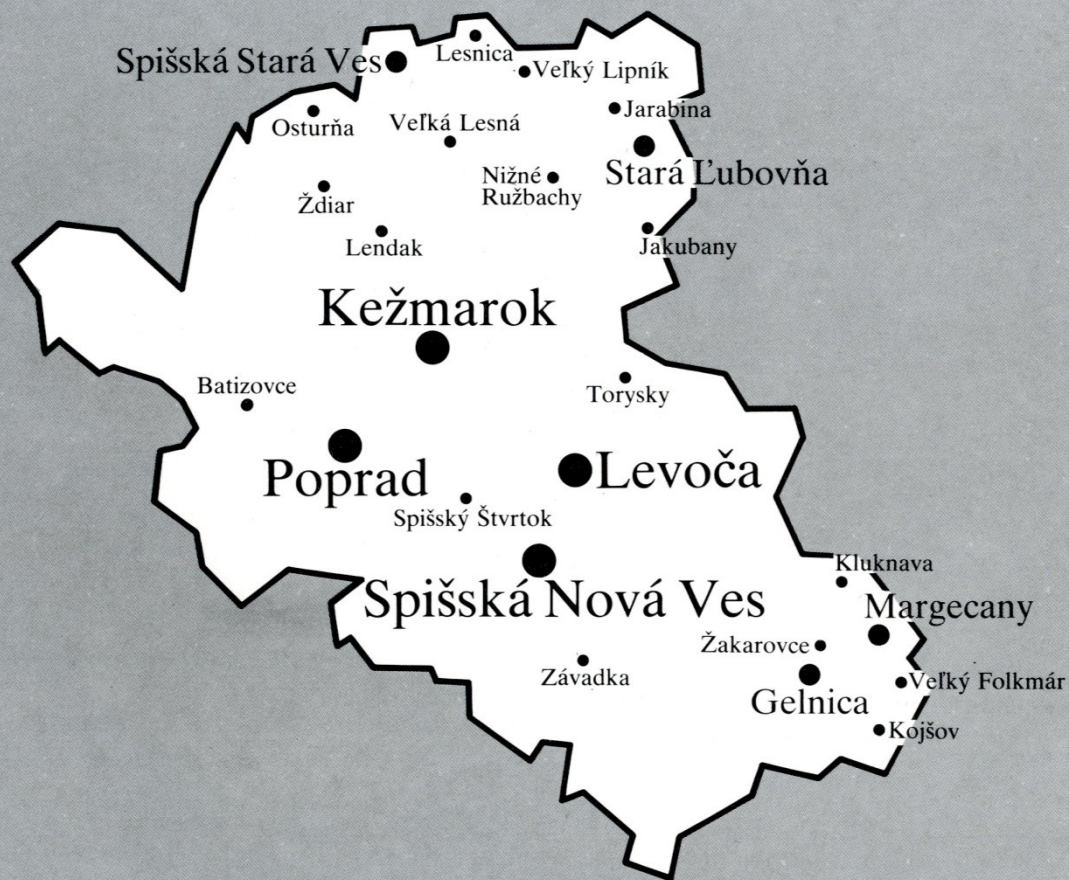 Lesnica
Spišská Stará Ves
Veľký Lipník
Jarabina
Osturňa
Veľká Lesná
Stará Ľubovňa
Nižné
Ružbachy
Ždiar
Lendak
Jakubany
Kežmarok
Batizovce
Torysky
Poprad
Levoča
Spišský Štvrtok
Kluknava
Spišská Nová Ves
Margecany
Žakarovce
Závadka
Veľký Folkmár
Gelnica
Kojšov